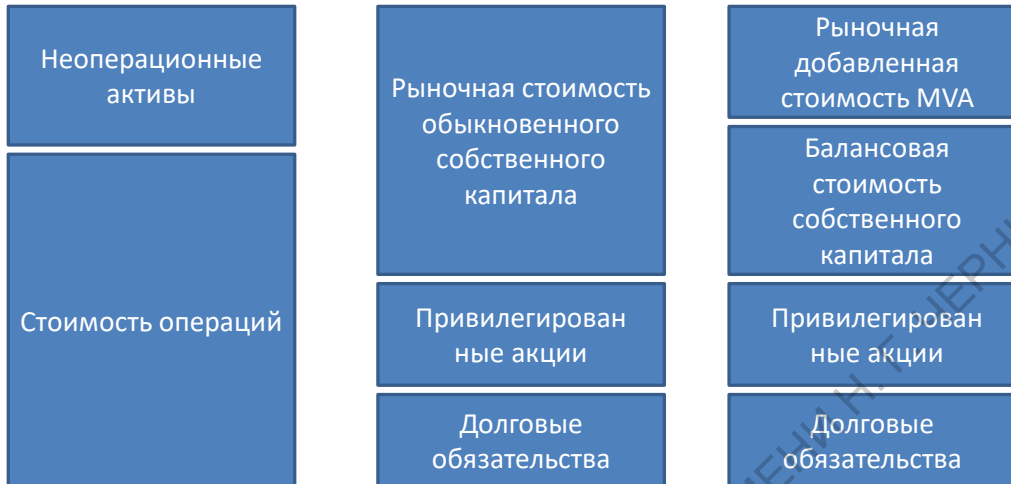 Неоперационные
активы
Стоимость операций
Рыночная стоимость
обыкновенного
собственного
капитала
Привилегирован
ные акции
Долговые
обязательства
Рыночная
добавленная
стоимость MVA
Балансовая
стоимость
собственного
капитала
Привилегирован
ные акции
Долговые
обязательства